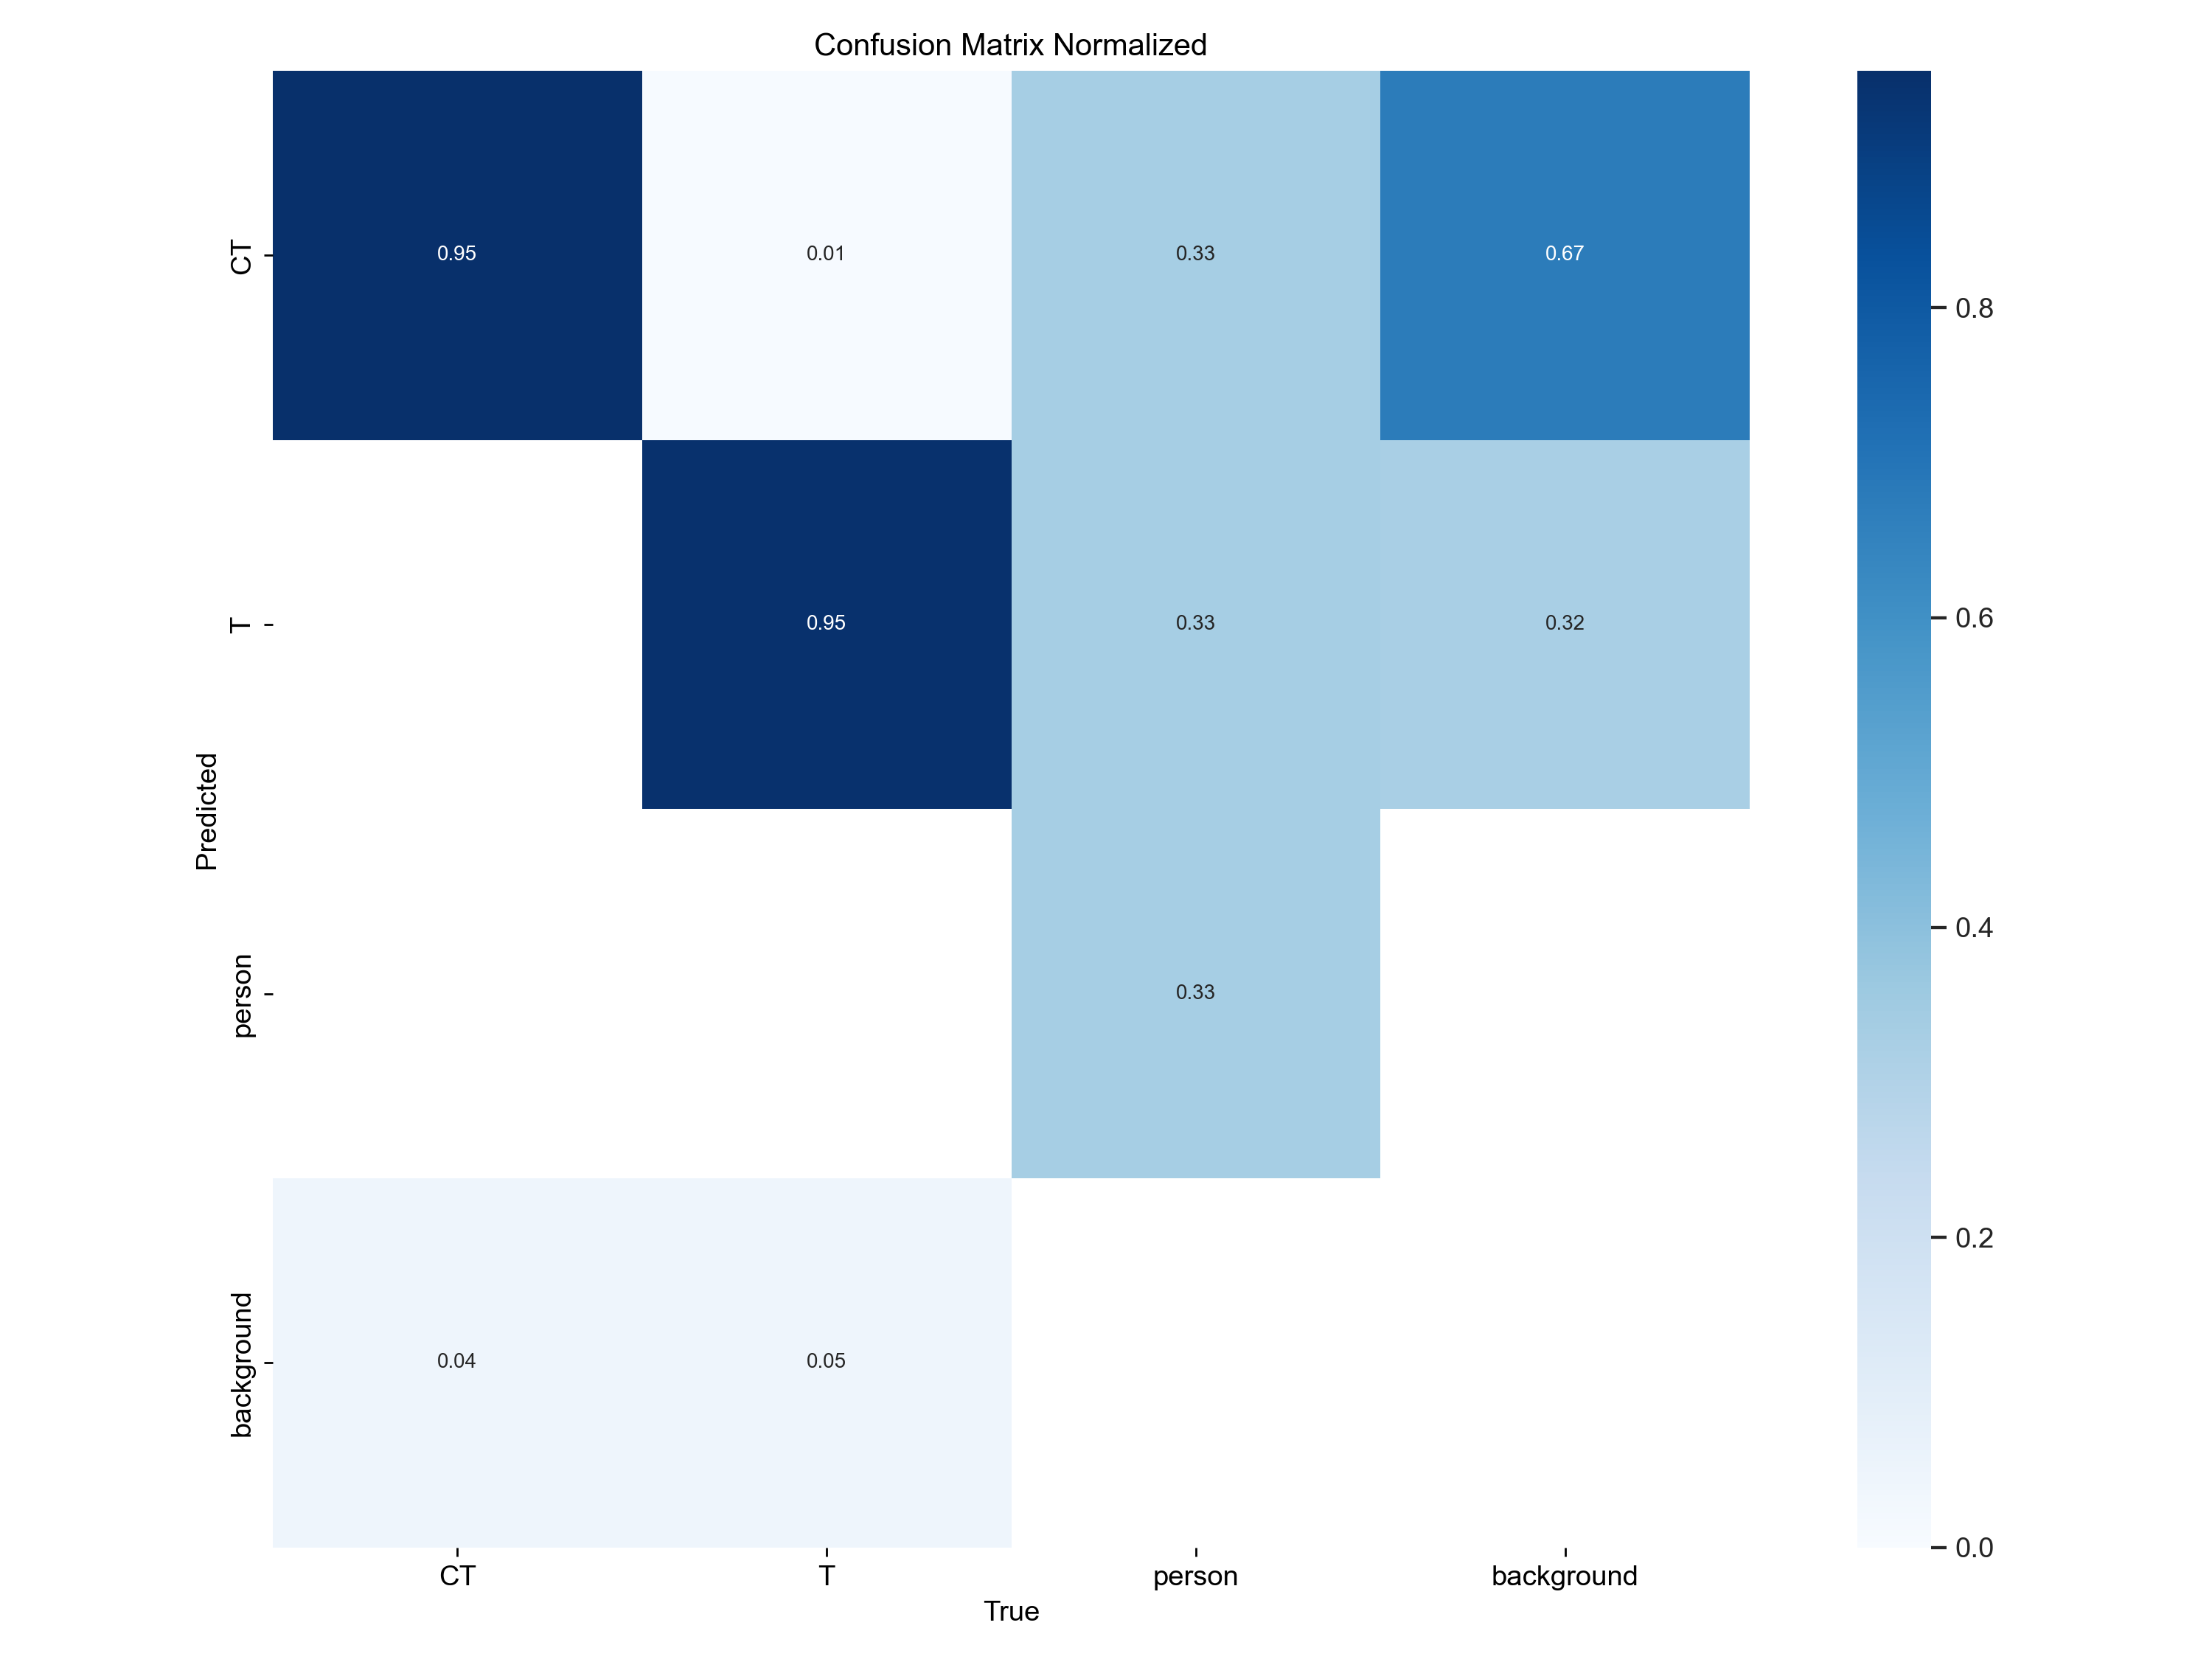 Confusion Matrix Normalized
CT
0.95
0.01
0.33
0.67
T
0.95
0.33
0.32
person
0.33
background
0.04
0.05
Predicted
CT
T
person
background
True
0.8
0.6
0.4
0.2
0.0